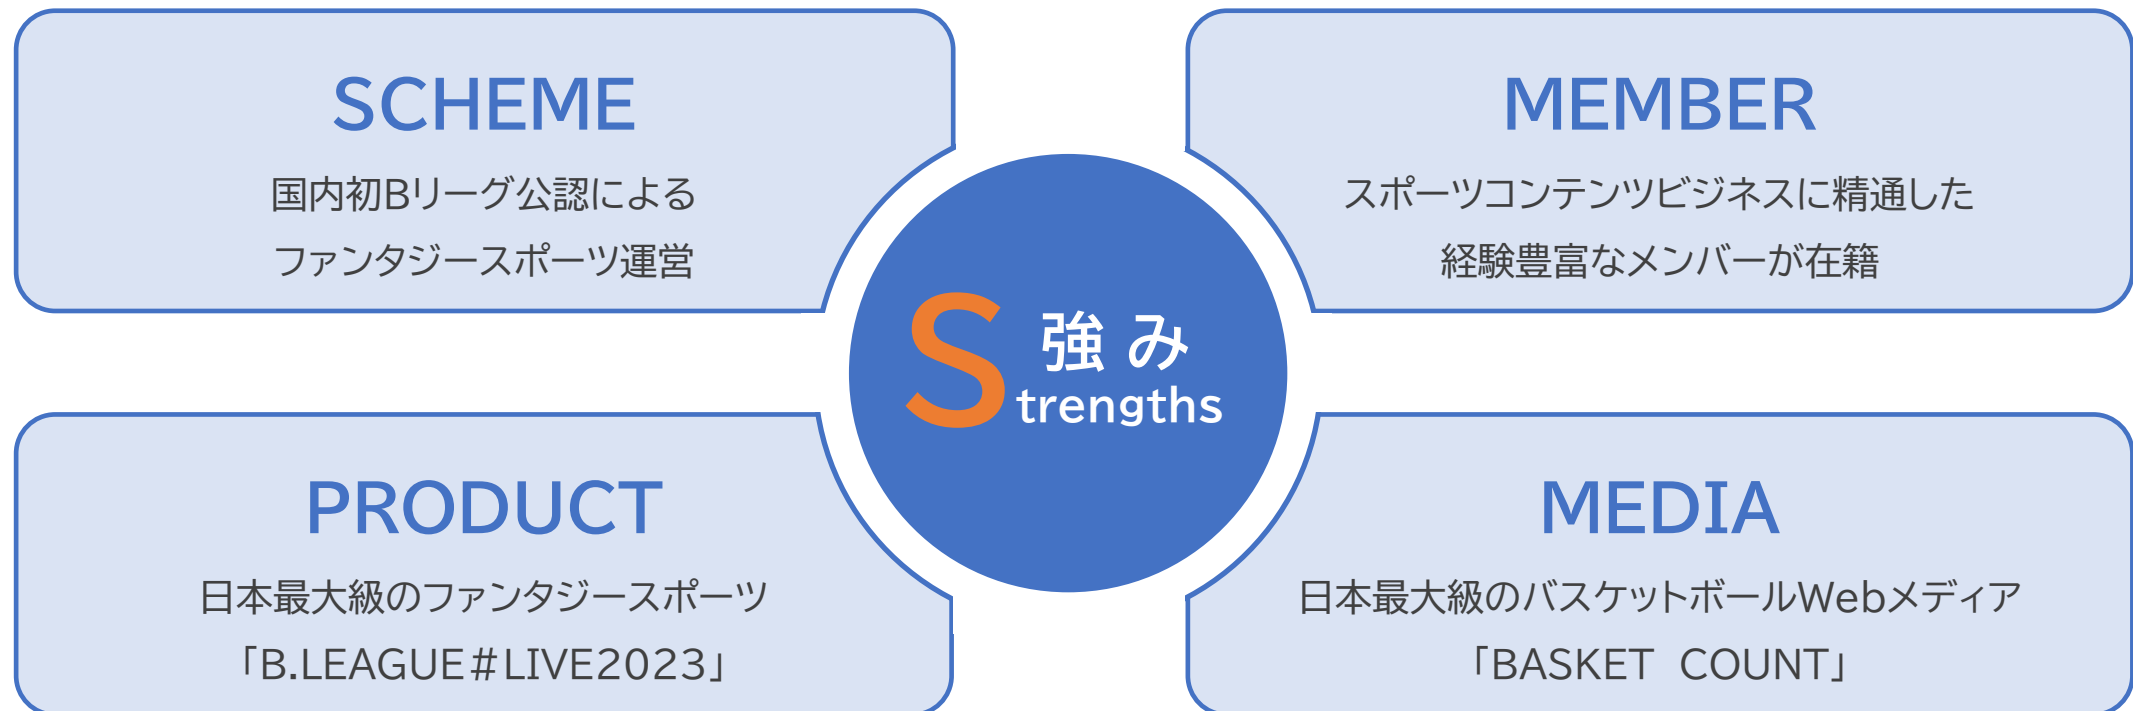 SCHEME
国内初Bリーグ公認による
ファンタジースポーツ運営
MEMBER
スポーツコンテンツビジネスに精通した
経験豊富なメンバーが在籍
強み
Strengths
PRODUCT
日本最大級のファンタジースポーツ
「B.LEAGUE#LIVE2023」
MEDIA
日本最大級のバスケットボールWebメディア
「BASKET COUNT」